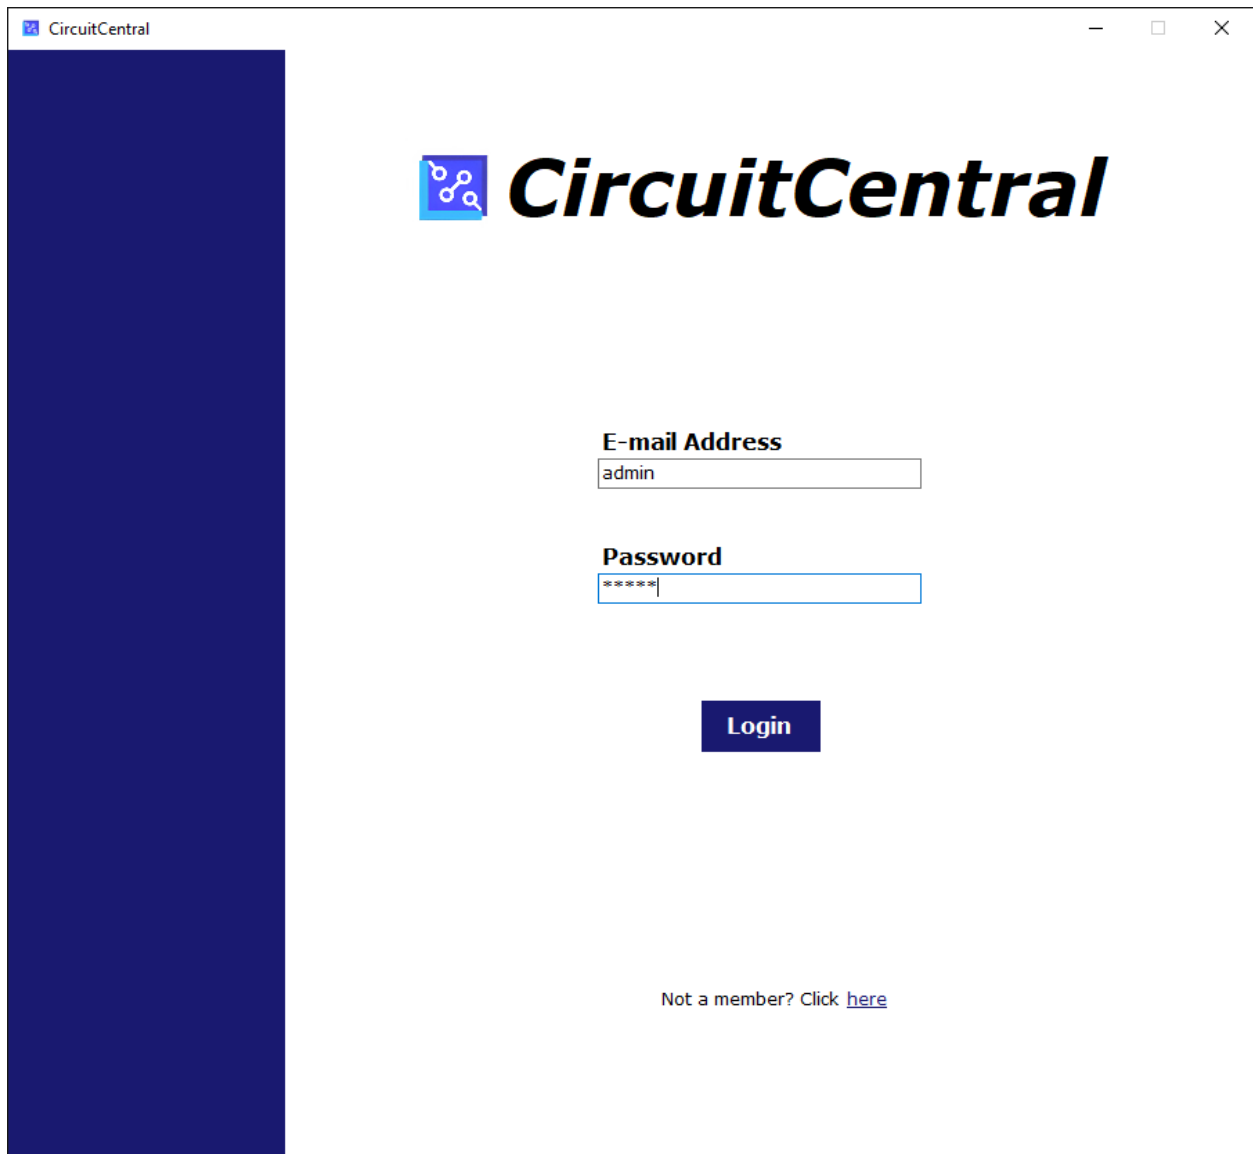 CircuitCentral
CircuitCentral
E-mail Address
admin
Password
*****
Login
Not a member? Click here